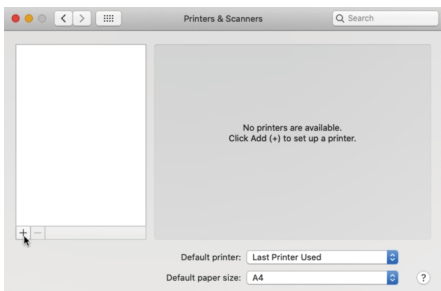 Printers & Scanners
Search
No printers are available.
Click Add (+) to set up a printer.
+ −
Default printer: Last Printer Used
Default paper size: A4
?